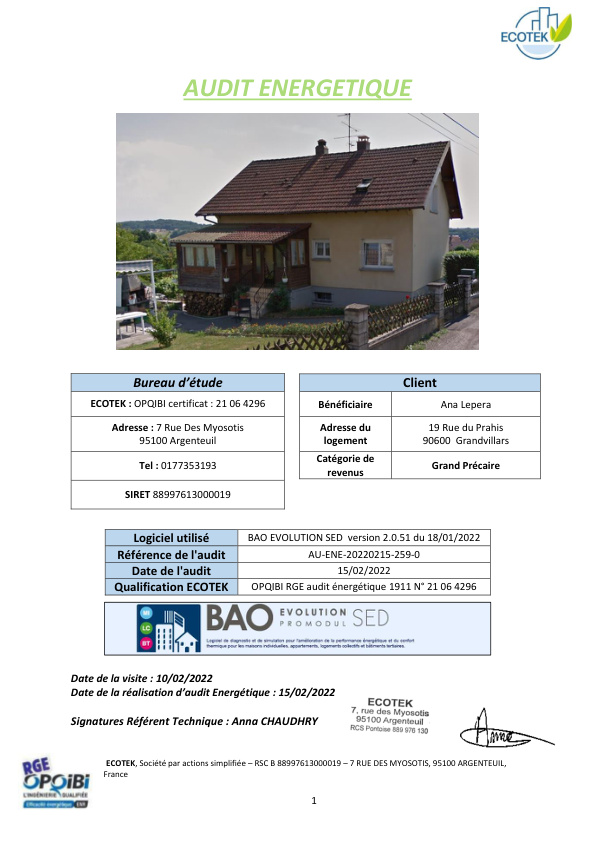 ECOTEK
AUDIT ENERGETIQUE
Bureau d'étude
ECOTEK : OPQIBI certificat : 21 06 4296
Adresse : 7 Rue Des Myosotis
95100 Argenteuil
Tel : 0177353193
SIRET 88997613000019
Client
Bénéficiaire Ana Lepera
Adresse du logement 19 Rue du Prahis
90600 Grandvillars
Catégorie de revenus Grand Précaire
Logiciel utilisé BAO EVOLUTION SED version 2.0.51 du 18/01/2022
Référence de l'audit AU-ENE-20220215-259-0
Date de l'audit 15/02/2022
Qualification ECOTEK OPQIBI RGE audit énergétique 1911 N° 21 06 4296
MI
LC
BT
BAO EVOLUTION SED
PROMODUL
Logiciel de diagnostic et de simulation pour l'amélioration de la performance énergétique et du confort
thermique pour les maisons individuelles, appartements, logements collectifs et bâtiments tertiaires.
Date de la visite : 10/02/2022
Date de la réalisation d'audit Energétique : 15/02/2022
Signatures Référent Technique : Anna CHAUDHRY
ECOTEK
7, rue des Myosotis
95100 Argenteuil
RCS Pontoise 889 976 130
Anna
RGE
OPQIBI
L'INGÉNIERIE QUALIFIÉE
Efficacité énergétique ENR
ECOTEK, Société par actions simplifiée – RSC B 88997613000019 – 7 RUE DES MYOSOTIS, 95100 ARGENTEUIL,
France
1